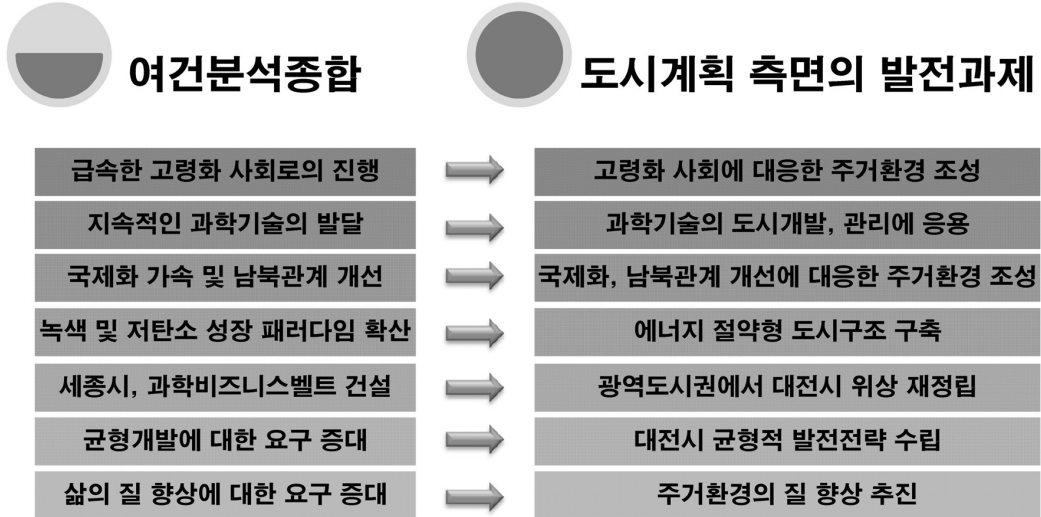 여건분석종합
도시계획 측면의 발전과제
급속한 고령화 사회로의 진행
고령화 사회에 대응한 주거환경 조성
지속적인 과학기술의 발달
과학기술의 도시개발, 관리에 응용
국제화 가속 및 남북관계 개선
국제화, 남북관계 개선에 대응한 주거환경 조성
녹색 및 저탄소 성장 패러다임 확산
에너지 절약형 도시구조 구축
세종시, 과학비즈니스벨트 건설
광역도시권에서 대전시 위상 재정립
균형개발에 대한 요구 증대
대전시 균형적 발전전략 수립
삶의 질 향상에 대한 요구 증대
주거환경의 질 향상 추진